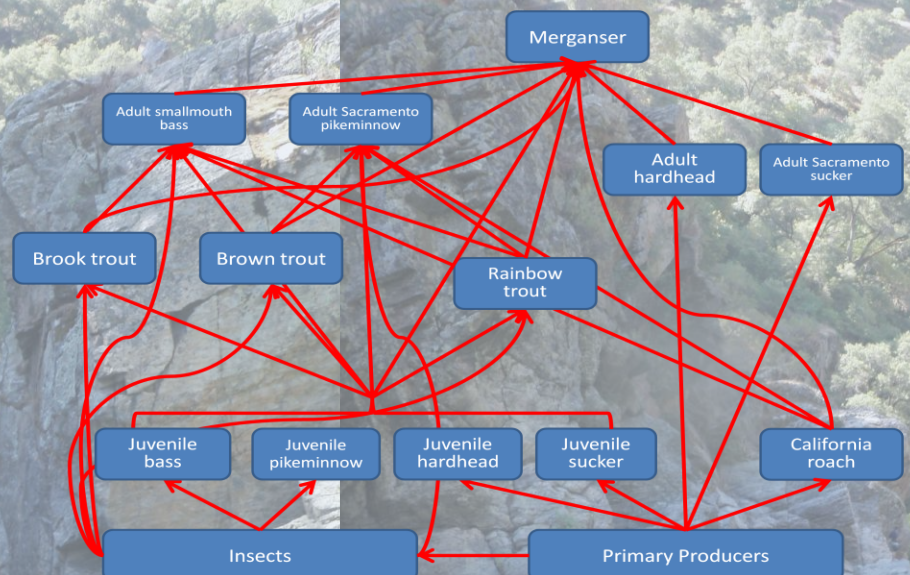 Merganser
Adult smallmouth
bass
Adult Sacramento
pikeminnow
Adult
hardhead
Adult Sacramento
sucker
Brook trout
Brown trout
Rainbow
trout
Juvenile
bass
Juvenile
pikeminnow
Juvenile
hardhead
Juvenile
sucker
California
roach
Insects
Primary Producers